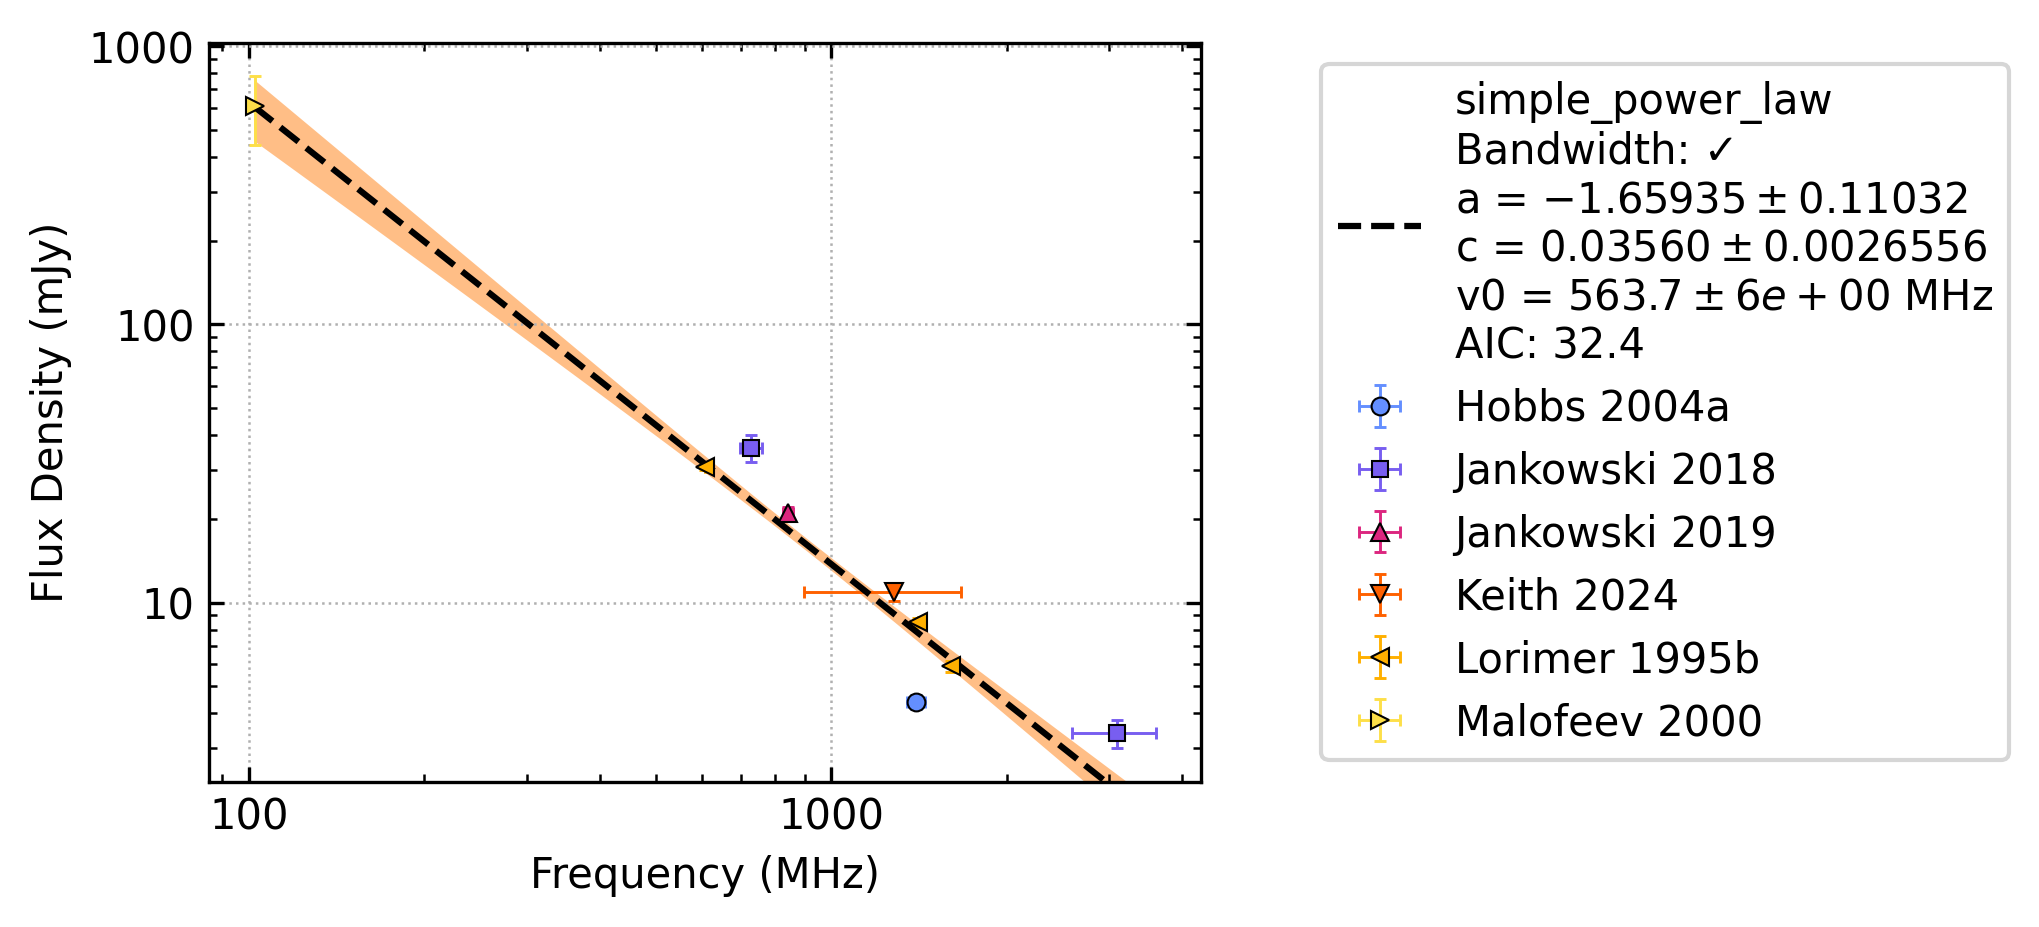 1000
100
10
Flux Density (mJy)
100
1000
Frequency (MHz)
simple_power_law
Bandwidth: ✓
a = −1.65935 ± 0.11032
c = 0.03560 ± 0.0026556
v0 = 563.7 ± 6e + 00 MHz
AIC: 32.4
Hobbs 2004a
Jankowski 2018
Jankowski 2019
Keith 2024
Lorimer 1995b
Malofeev 2000